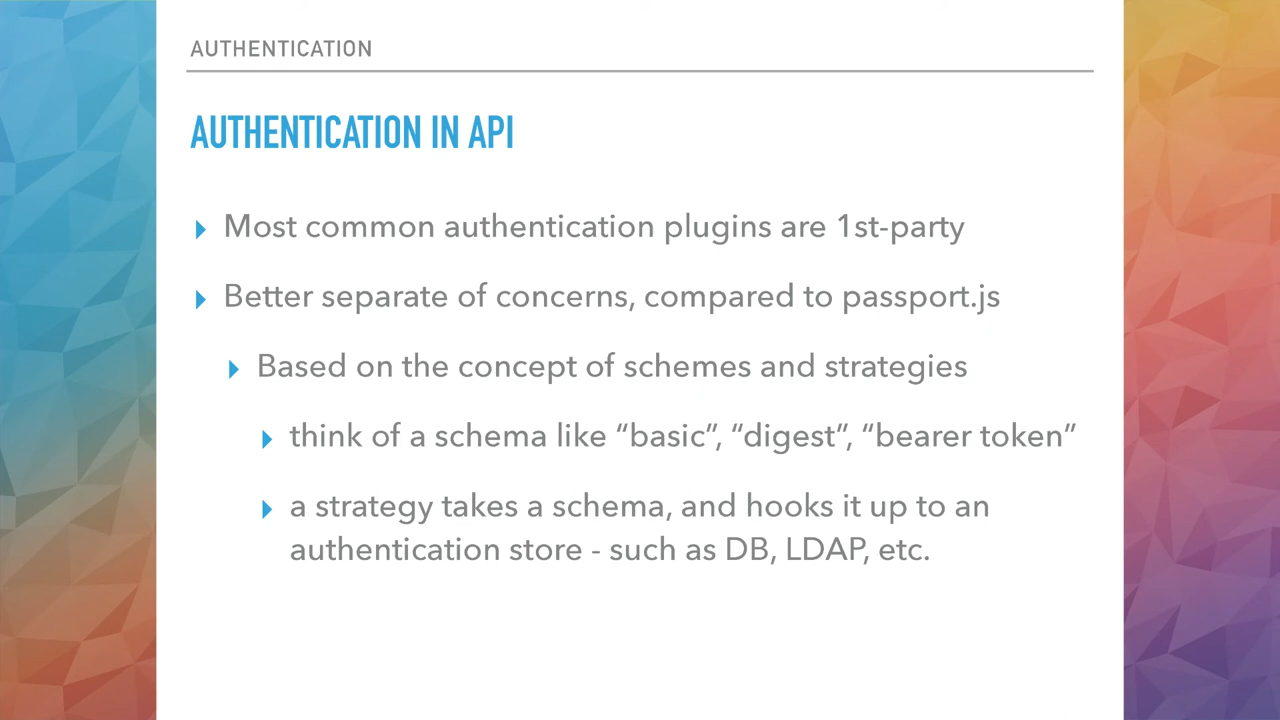 AUTHENTICATION
AUTHENTICATION IN API
▸ Most common authentication plugins are 1st-party
▸ Better separate of concerns, compared to passport.js
▸ Based on the concept of schemes and strategies
▸ think of a schema like “basic”, “digest”, “bearer token”
▸ a strategy takes a schema, and hooks it up to an
authentication store - such as DB, LDAP, etc.